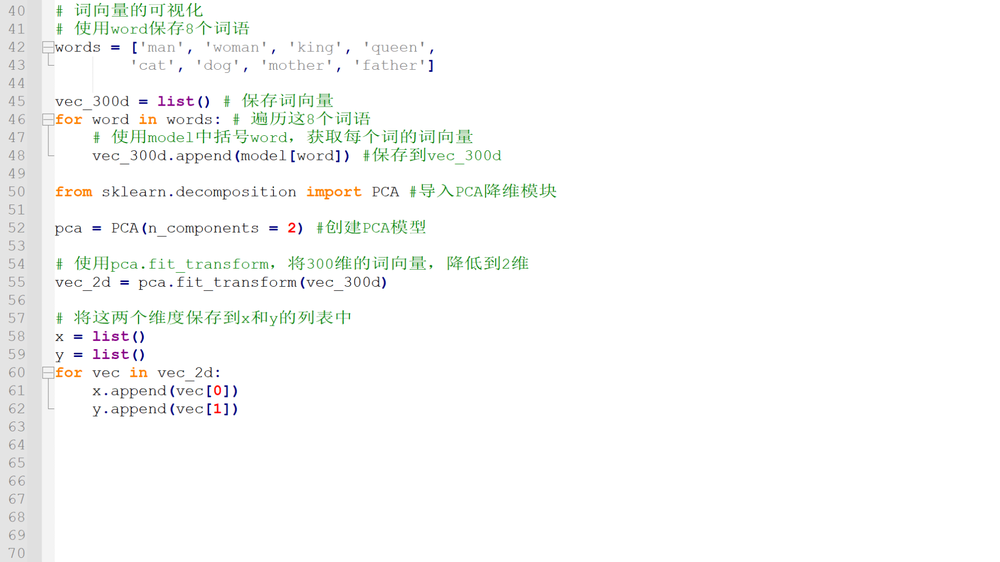 40 # 词向量的可视化
41 # 使用word保存8个词语
42 words = ['man', 'woman', 'king', 'queen',
43 'cat', 'dog', 'mother', 'father']
44
45 vec_300d = list() # 保存词向量
46 for word in words: # 遍历这8个词语
47 # 使用model中括号word，获取每个词的词向量
48 vec_300d.append(model[word]) #保存到vec_300d
49
50 from sklearn.decomposition import PCA #导入PCA降维模块
51
52 pca = PCA(n_components = 2) #创建PCA模型
53
54 # 使用pca.fit_transform，将300维的词向量，降低到2维
55 vec_2d = pca.fit_transform(vec_300d)
56
57 # 将这两个维度保存到x和y的列表中
58 x = list()
59 y = list()
60 for vec in vec_2d:
61 x.append(vec[0])
62 y.append(vec[1])
63
64
65
66
67
68
69
70